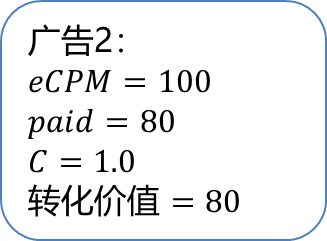 广告2：
eCPM = 100
paid = 80
C = 1.0
转化价值 = 80